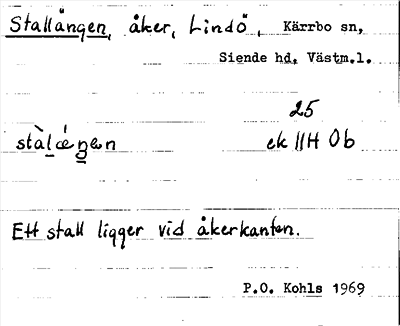 Stallängen, åker, Lindö, Kärrbo sn,
Siende hd, Västm.l.
25
stàlǽŋən ek 11H 0b
Ett stall ligger vid åkerkanten.
P.O. Kohls 1969